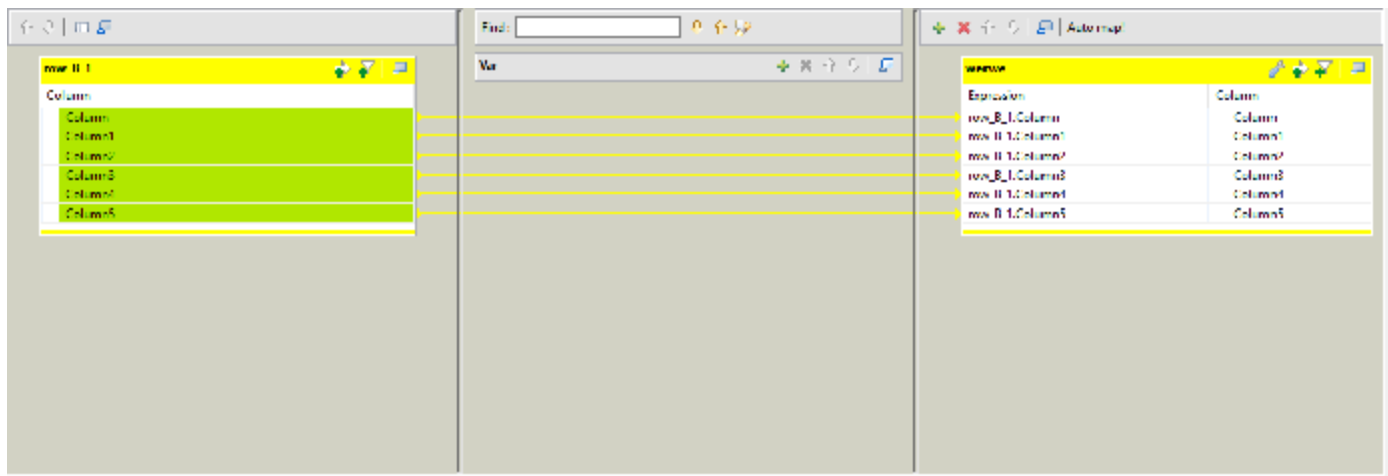 Find:
Auto map!
row_B_1
Var
Column
Expression Column
Column
row_B_1.Column Column
Column1
row_B_1.Column1 Column1
Column2
row_B_1.Column2 Column2
Column3
row_B_1.Column3 Column3
Column4
row_B_1.Column4 Column4
Column5
row_B_1.Column5 Column5